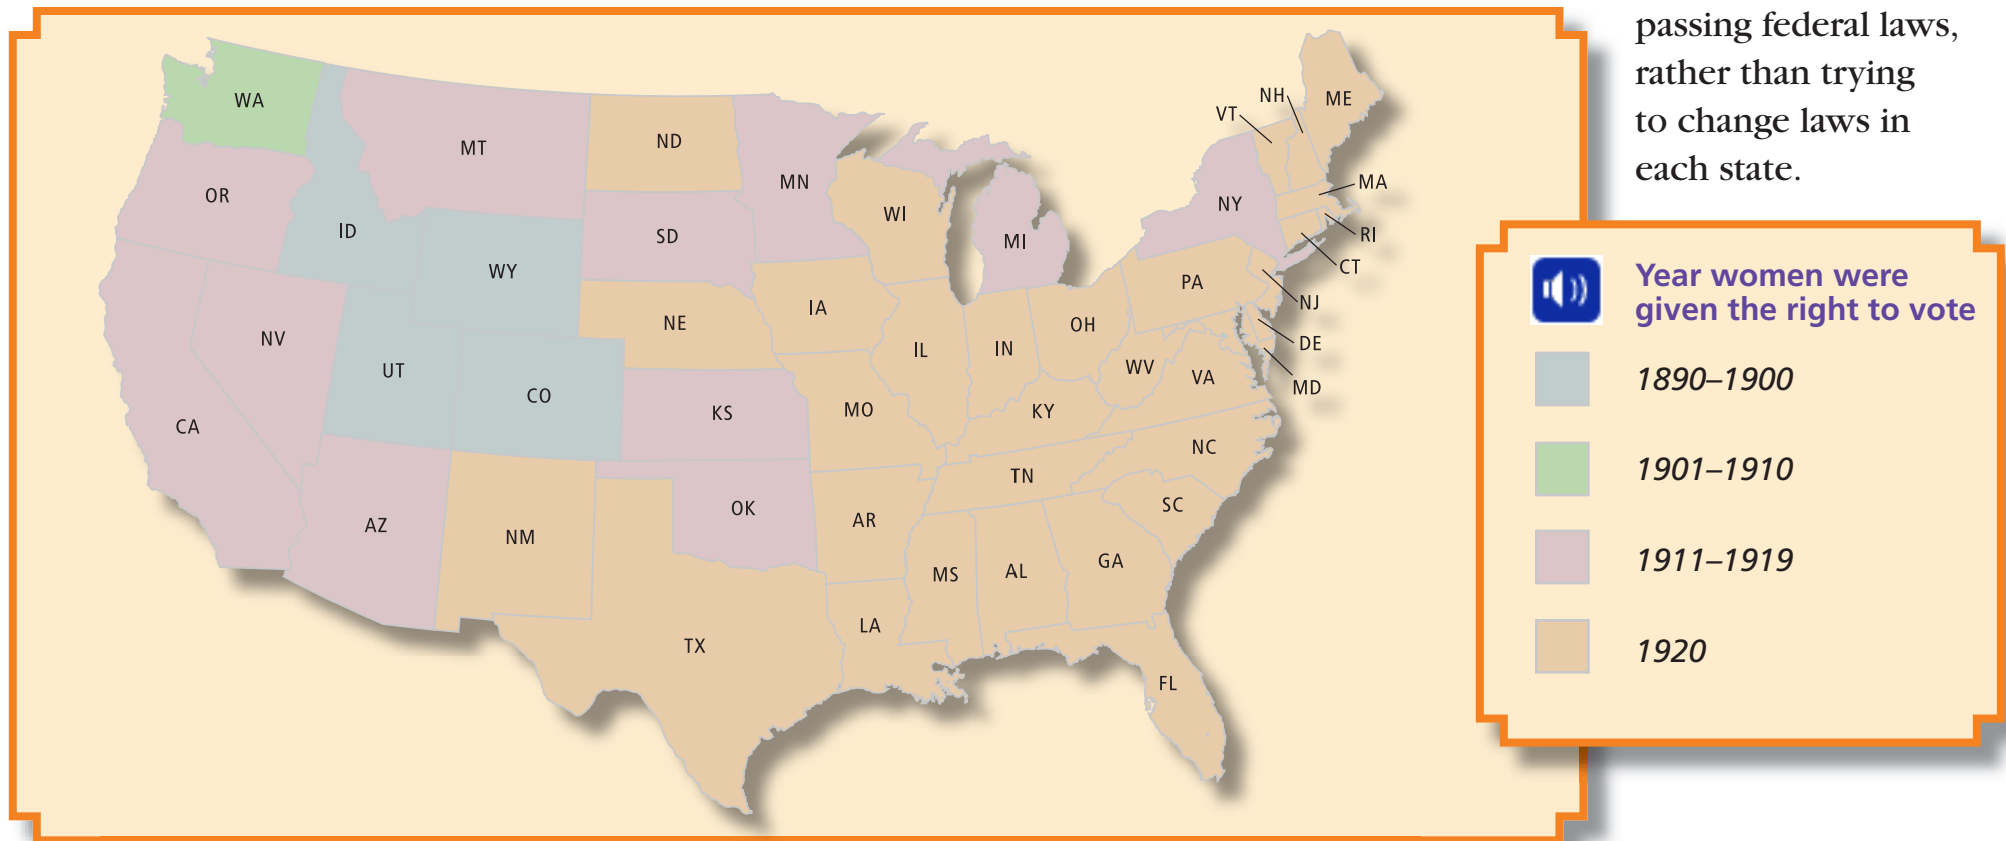 passing federal laws,
rather than trying
to change laws in
each state.
WA
OR
MT
ID
WY
ND
SD
MN
WI
MI
NY
VT
NH
ME
MA
RI
CT
NJ
DE
MD
PA
NV
CA
UT
CO
NE
IA
KS
MO
IL
IN
OH
WV
VA
KY
AZ
NM
OK
AR
TN
NC
SC
TX
LA
MS
AL
GA
FL
Year women were
given the right to vote
1890–1900
1901–1910
1911–1919
1920